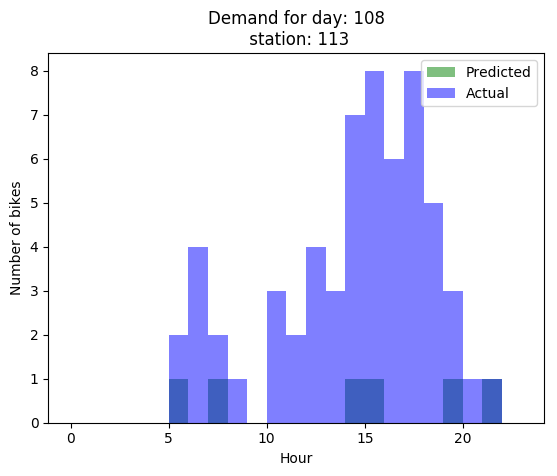 Demand for day: 108
station: 113
Predicted
Actual
Number of bikes
8
7
6
5
4
3
2
1
0
0 5 10 15 20
Hour